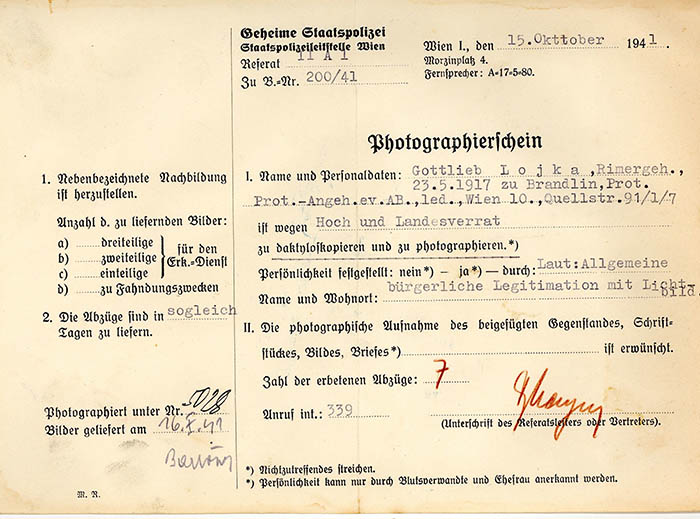 Geheime Staatspolizei
Staatspolizeileitstelle Wien
Referat II A 1
Zu B.=Nr. 200/41
Wien I., den 15.Okttober 1941.
Morzinplatz 4.
Fernsprecher: A=17=5=80.
Photographierschein
1. Nebenbezeichnete Nachbildung
ist herzustellen.
Anzahl d. zu liefernden Bilder:
a) dreiteilige
b) zweiteilige
c) einteilige
für den
Erk.=Dienst
d) zu Fahndungszwecken
2. Die Abzüge sind in sogleich
Tagen zu liefern.
Photographiert unter Nr. 5028
Bilder geliefert am 16.X.41
M. R.
I. Name und Personaldaten: Gottlieb L o j k a ,Rimergeh.,
23.5.1917 zu Brandlin,Prot.
Prot.-Angeh.ev.AB.,led.,Wien 10.,Quellstr.91/1/7
ist wegen Hoch und Landesverrat
zu daktyloskopieren und zu photographieren.*)
Persönlichkeit festgestellt: nein*) – ja*) – durch: Laut:Allgemeine
bürgerliche Legitimation mit Licht-
bild
Name und Wohnort:
II. Die photographische Aufnahme des beigefügten Gegenstandes, Schrift=
stückes, Bildes, Briefes*) ist erwünscht.
Zahl der erbetenen Abzüge: 7
Anruf int.: 339
(Unterschrift des Referatsleiters oder Vertreters).
*) Nichtzutreffendes streichen.
*) Persönlichkeit kann nur durch Blutsverwandte und Ehefrau anerkannt werden.